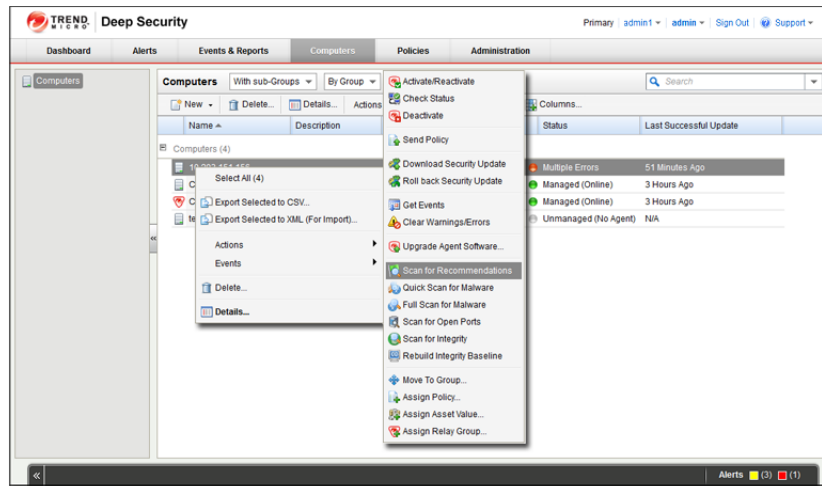 TREND MICRO Deep Security
Primary admin1 admin Sign Out Support
Dashboard Alerts Events & Reports Computers Policies Administration
Computers
Computers With sub-Groups By Group Search
New Delete... Details... Actions Columns...
Name Description Status Last Successful Update
Computers (4)
Multiple Errors 51 Minutes Ago
C Managed (Online) 3 Hours Ago
C Managed (Online) 3 Hours Ago
te Unmanaged (No Agent) N/A
Select All (4)
Export Selected to CSV...
Export Selected to XML (For Import)...
Actions
Events
Delete...
Details...
Activate/Reactivate
Check Status
Deactivate
Send Policy
Download Security Update
Roll back Security Update
Get Events
Clear Warnings/Errors
Upgrade Agent Software...
Scan for Recommendations
Quick Scan for Malware
Full Scan for Malware
Scan for Open Ports
Scan for Integrity
Rebuild Integrity Baseline
Move To Group...
Assign Policy...
Assign Asset Value...
Assign Relay Group...
Alerts (3) (1)